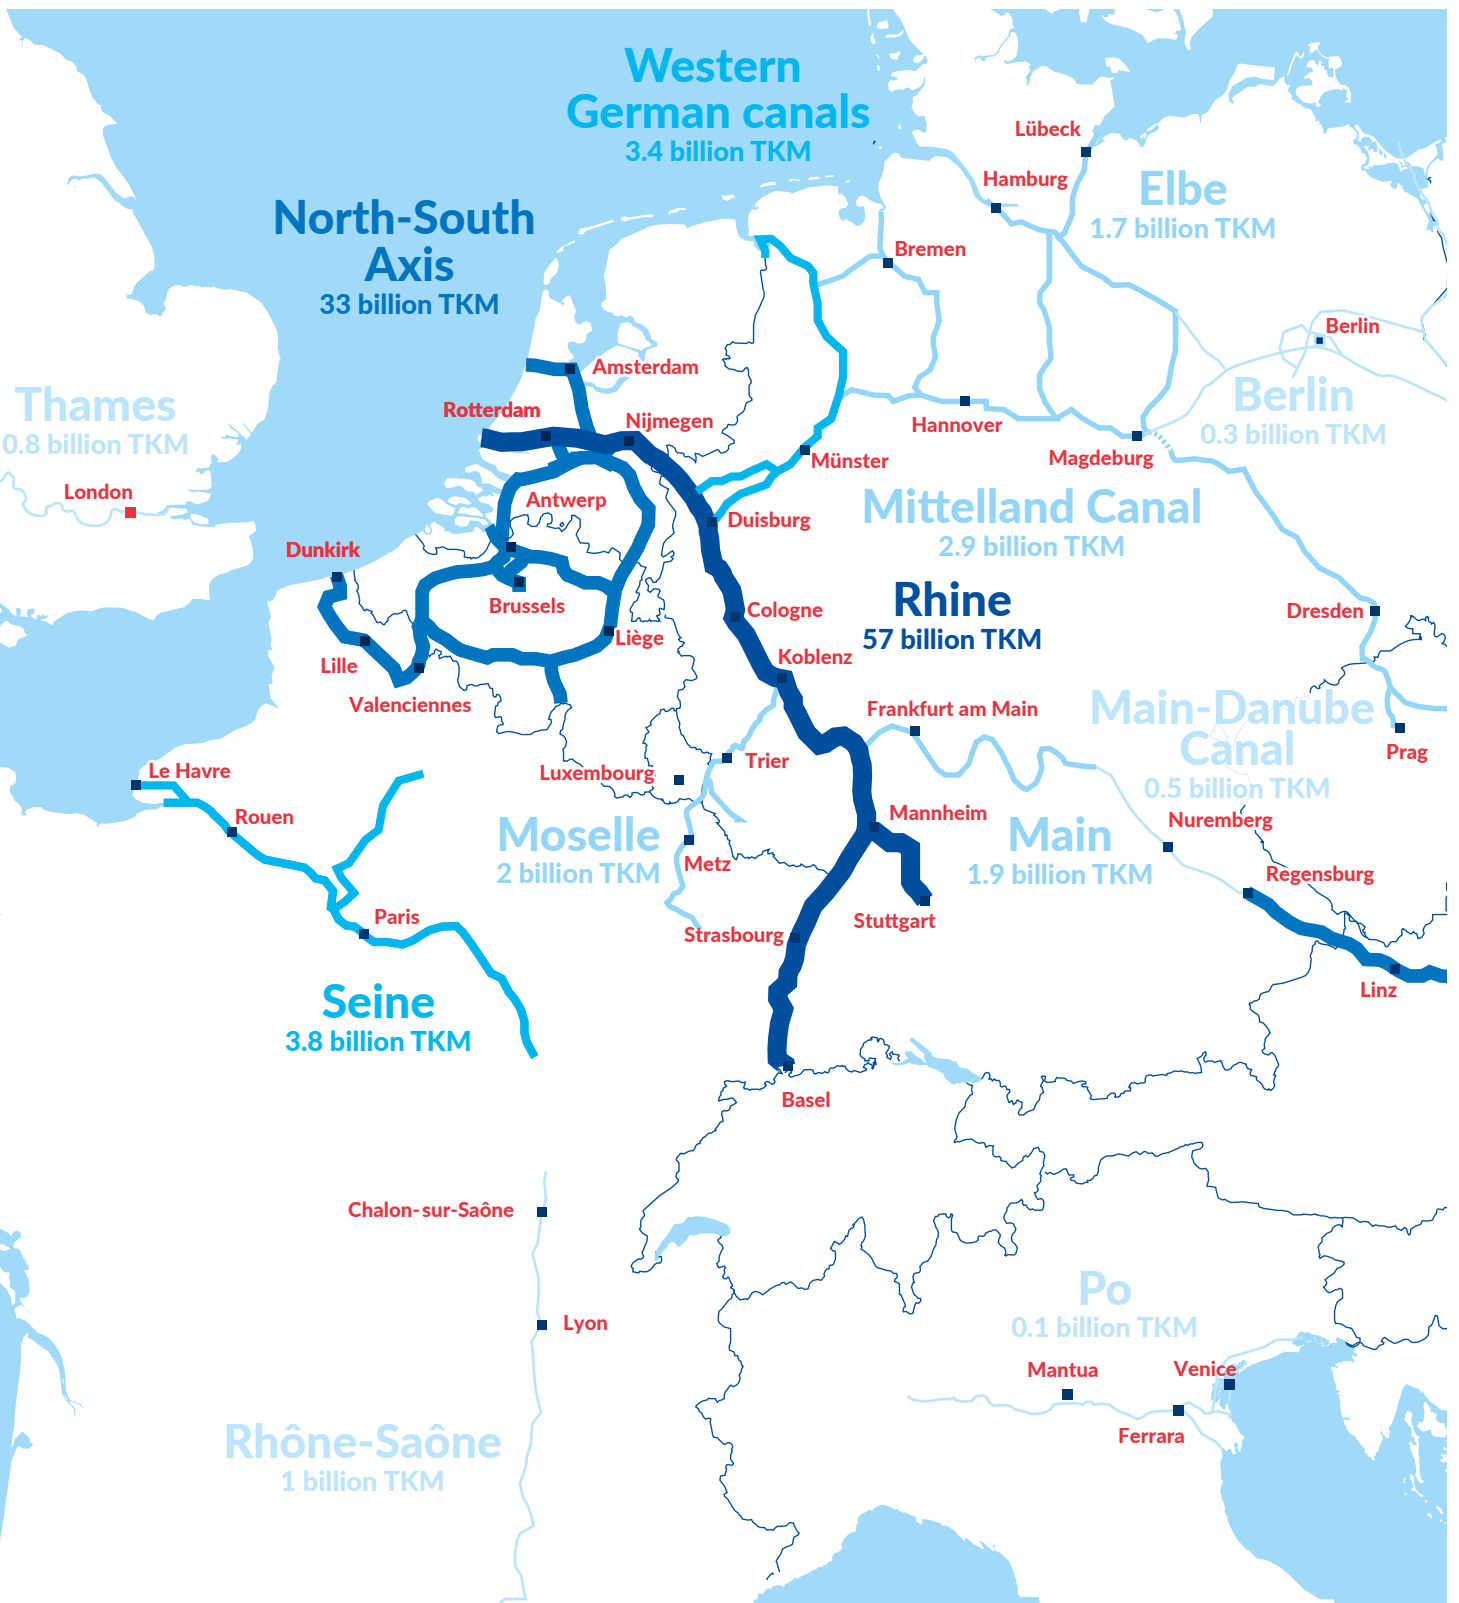 Western
German canals
3.4 billion TKM
Lübeck
Hamburg
Elbe
1.7 billion TKM
North-South
Axis
33 billion TKM
Bremen
Berlin
Amsterdam
Thames
0.8 billion TKM
Rotterdam
Nijmegen
Hannover
Berlin
0.3 billion TKM
Münster
Magdeburg
London
Antwerp
Duisburg
Mittelland Canal
2.9 billion TKM
Dunkirk
Brussels
Cologne
Rhine
57 billion TKM
Dresden
Liège
Lille
Koblenz
Valenciennes
Frankfurt am Main
Main-Danube
Canal
0.5 billion TKM
Prag
Le Havre
Luxembourg
Trier
Rouen
Moselle
2 billion TKM
Metz
Mannheim
Main
1.9 billion TKM
Nuremberg
Regensburg
Paris
Strasbourg
Stuttgart
Seine
3.8 billion TKM
Linz
Basel
Chalon-sur-Saône
Lyon
Po
0.1 billion TKM
Mantua
Venice
Ferrara
Rhône-Saône
1 billion TKM